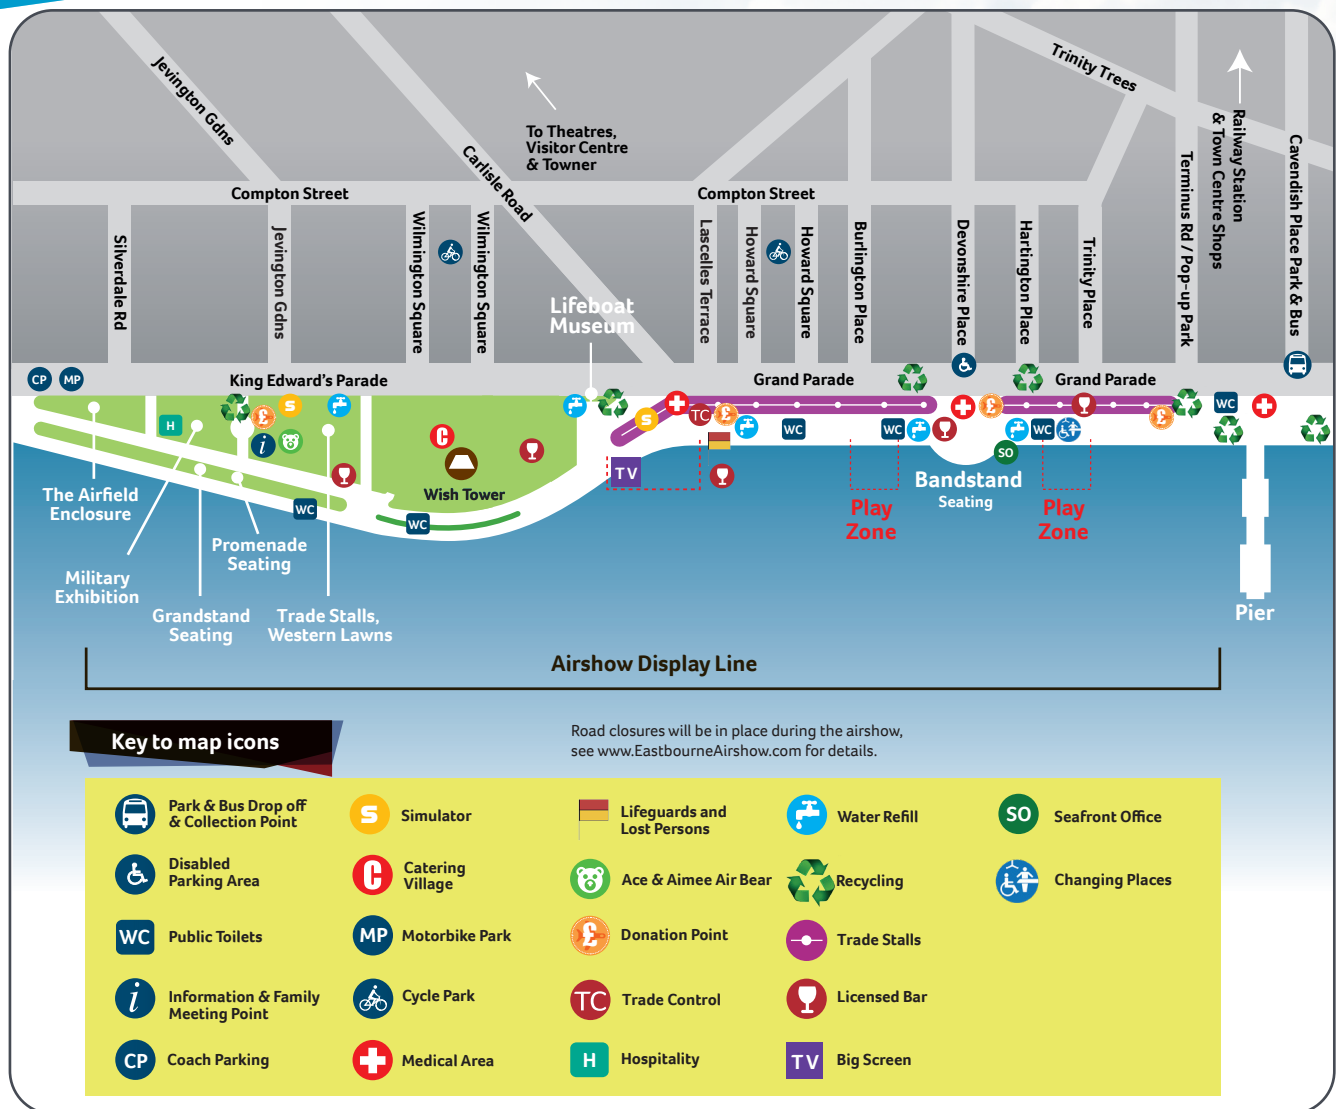 Jevington Gdns
To Theatres,
Visitor Centre
& Towner
Carlisle Road
Trinity Trees
Railway Station
& Town Centre Shops
Cavendish Place Park & Bus
Compton Street
Compton Street
Silverdale Rd
Jevington Gdns
Wilmington Square
Wilmington Square
Lascelles Terrace
Howard Square
Howard Square
Burlington Place
Devonshire Place
Hartington Place
Trinity Place
Terminus Rd / Pop-up Park
Lifeboat
Museum
CP
MP
King Edward's Parade
Grand Parade
Grand Parade
H
£
S
i
C
S
TC
£
WC
WC
£
WC
£
WC
SO
TV
Wish Tower
WC
WC
Bandstand
Seating
Play
Zone
Play
Zone
The Airfield
Enclosure
Promenade
Seating
Military
Exhibition
Grandstand
Seating
Trade Stalls,
Western Lawns
Pier
Airshow Display Line
Key to map icons
Road closures will be in place during the airshow,
see www.EastbourneAirshow.com for details.
Park & Bus Drop off
& Collection Point
S
Simulator
Lifeguards and
Lost Persons
Water Refill
SO
Seafront Office
Disabled
Parking Area
C
Catering
Village
Ace & Aimee Air Bear
Recycling
Changing Places
WC
Public Toilets
MP
Motorbike Park
£
Donation Point
Trade Stalls
i
Information & Family
Meeting Point
Cycle Park
TC
Trade Control
Licensed Bar
CP
Coach Parking
Medical Area
H
Hospitality
TV
Big Screen